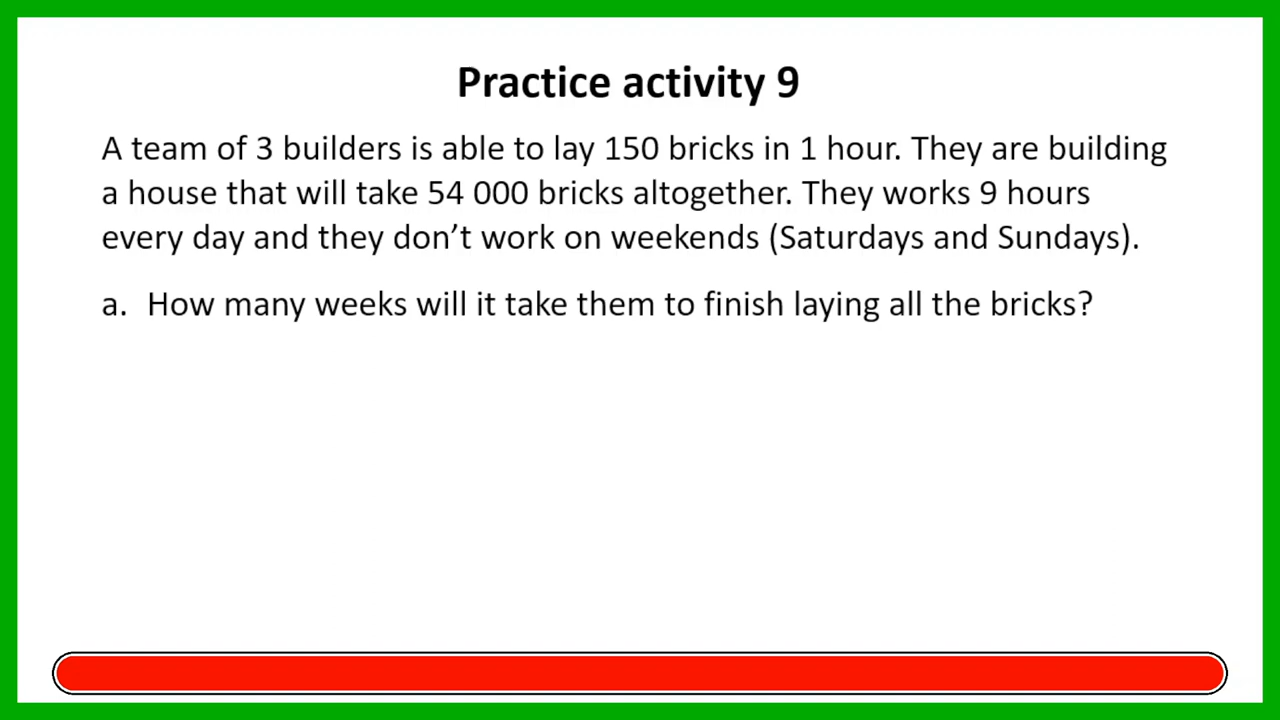 Practice activity 9
A team of 3 builders is able to lay 150 bricks in 1 hour. They are building
a house that will take 54 000 bricks altogether. They works 9 hours
every day and they don’t work on weekends (Saturdays and Sundays).
a. How many weeks will it take them to finish laying all the bricks?